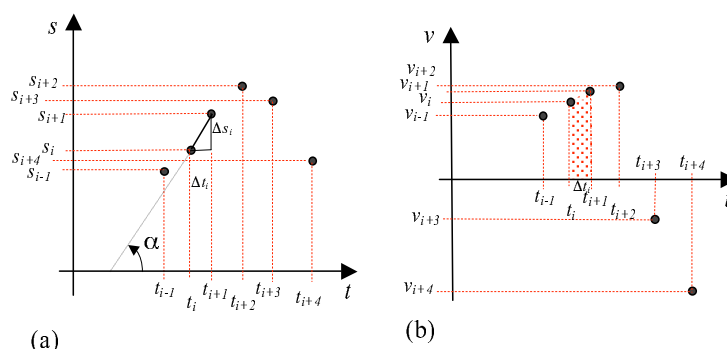 s
s_{i+2}
s_{i+3}
s_{i+1}
Δs_i
s_i
s_{i+4}
s_{i-1}
Δt_i
α
t_{i-1}
t_i
t_{i+1}
t_{i+2}
t_{i+3}
t_{i+4}
t
(a)
v
v_{i+2}
v_{i+1}
v_i
v_{i-1}
t_{i+3}
t_{i+4}
t_{i-1}
t_i
Δt_i
t_{i+1}
t_{i+2}
t
v_{i+3}
v_{i+4}
(b)